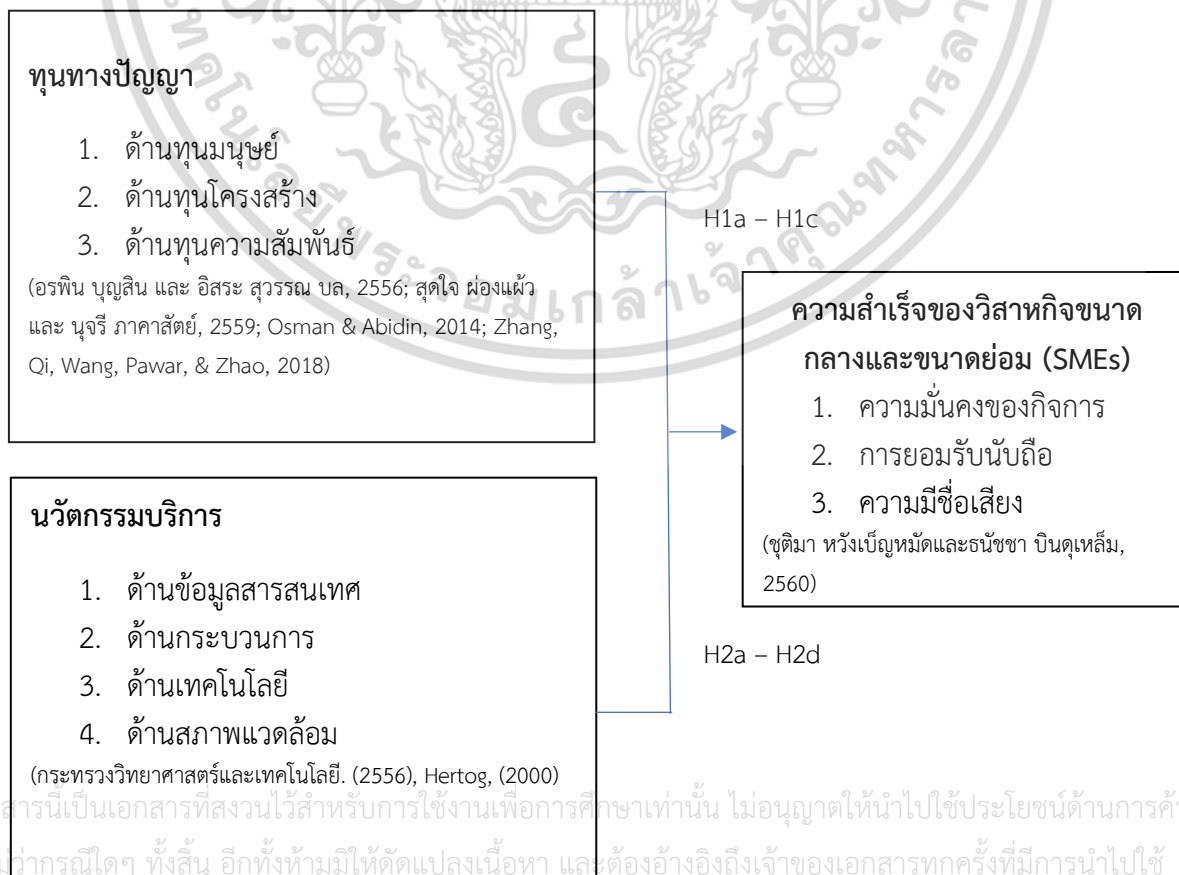 ทุนทางปัญญา
1. ด้านทุนมนุษย์
2. ด้านทุนโครงสร้าง
3. ด้านทุนความสัมพันธ์
(อรพิน บุญสิน และ อิสระ สุวรรณ บล, 2556; สุดใจ ผ่องแผ้ว
และ นุจรี ภาคาสัตย์, 2559; Osman & Abidin, 2014; Zhang,
Qi, Wang, Pawar, & Zhao, 2018)
H1a – H1c
ความสำเร็จของวิสาหกิจขนาด
กลางและขนาดย่อม (SMEs)
1. ความมั่นคงของกิจการ
2. การยอมรับนับถือ
3. ความมีชื่อเสียง
(ชุติมา หวังเบ็ญหมัดและธนัชชา บินดุเหล็ม,
2560)
นวัตกรรมบริการ
1. ด้านข้อมูลสารสนเทศ
2. ด้านกระบวนการ
3. ด้านเทคโนโลยี
4. ด้านสภาพแวดล้อม
(กระทรวงวิทยาศาสตร์และเทคโนโลยี. (2556), Hertog, (2000)
H2a – H2d
สารนี้เป็นเอกสารที่สงวนไว้สำหรับการใช้งานเพื่อการศึกษาเท่านั้น ไม่อนุญาตให้นำไปใช้ประโยชน์ด้านการค้า
ม่ว่ากรณีใดๆ ทั้งสิ้น อีกทั้งห้ามมิให้ดัดแปลงเนื้อหา และต้องอ้างอิงถึงเจ้าของเอกสารทุกครั้งที่มีการนำไปใช้